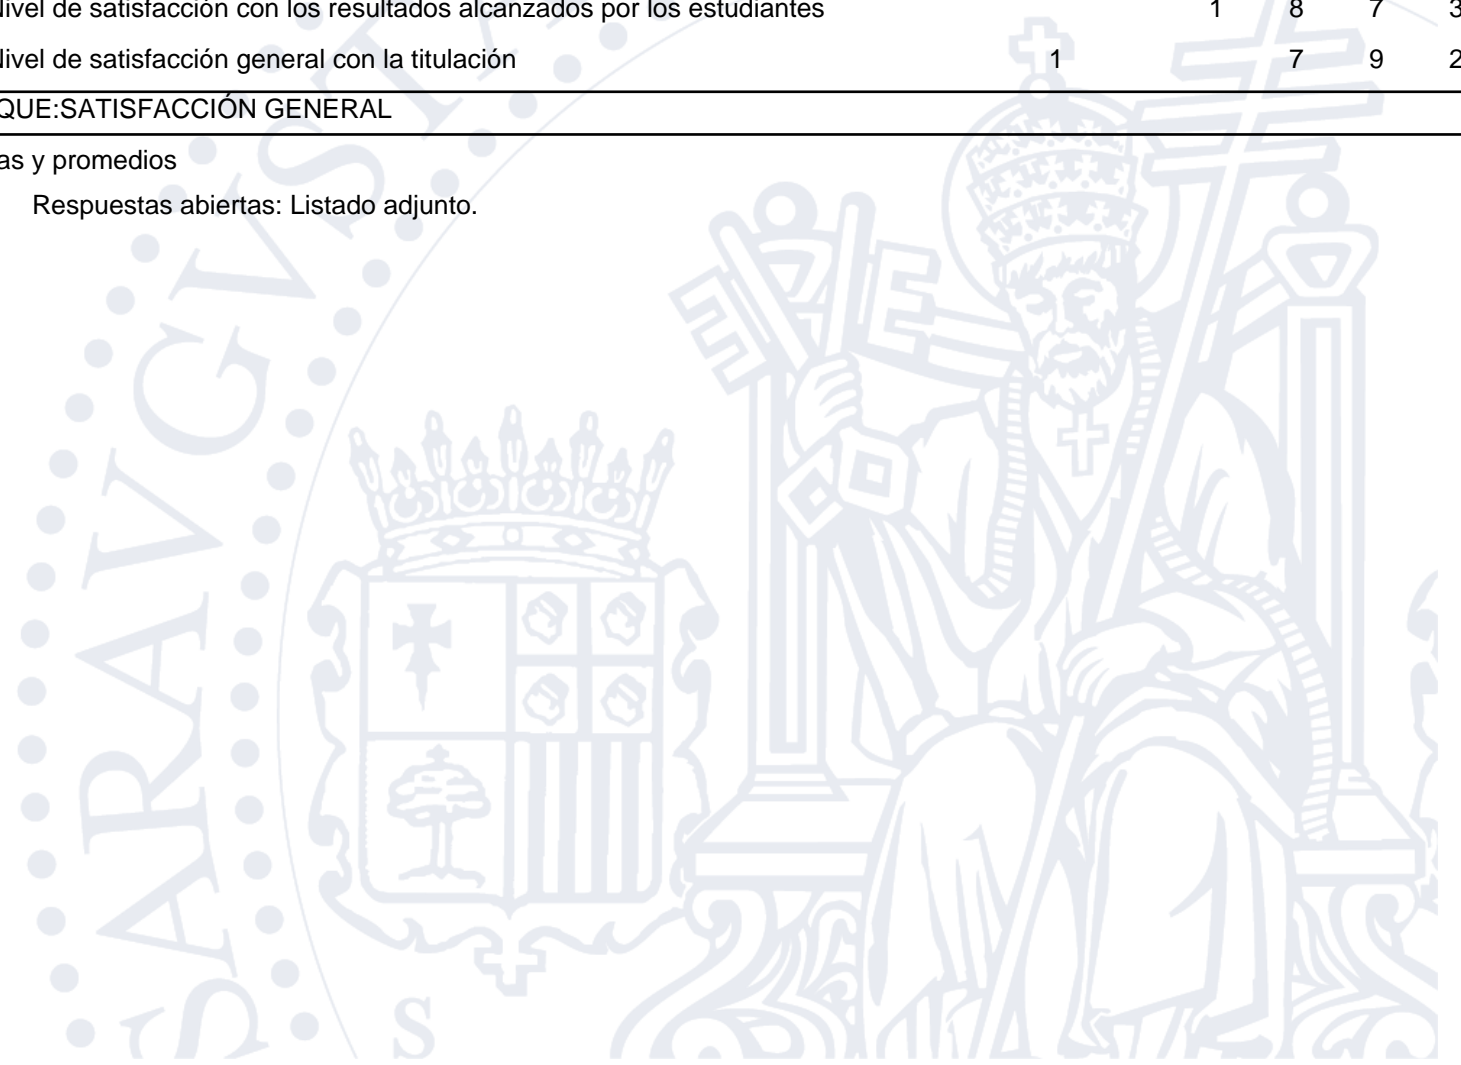 Nivel de satisfacción con los resultados alcanzados por los estudiantes 1 8 7 3
Nivel de satisfacción general con la titulación 1 7 9 2
QUE:SATISFACCIÓN GENERAL
as y promedios
Respuestas abiertas: Listado adjunto.
SARAVGVSTA
S